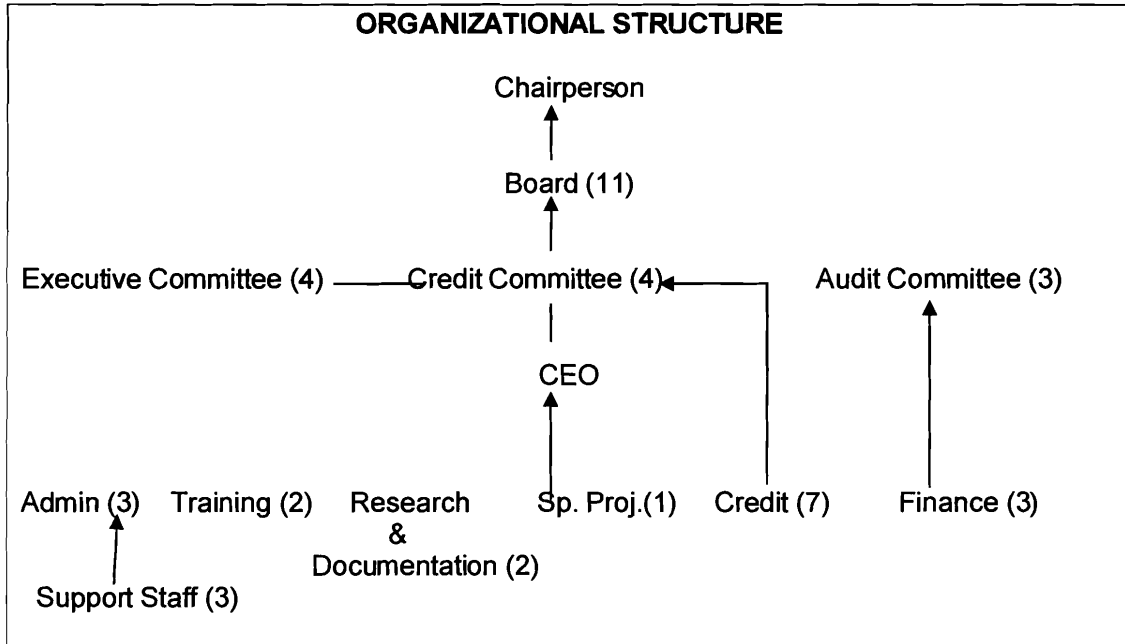 ORGANIZATIONAL STRUCTURE
Chairperson
Board (11)
Executive Committee (4) Credit Committee (4) Audit Committee (3)
CEO
Admin (3) Training (2) Research Sp. Proj.(1) Credit (7) Finance (3)
&
Documentation (2)
Support Staff (3)